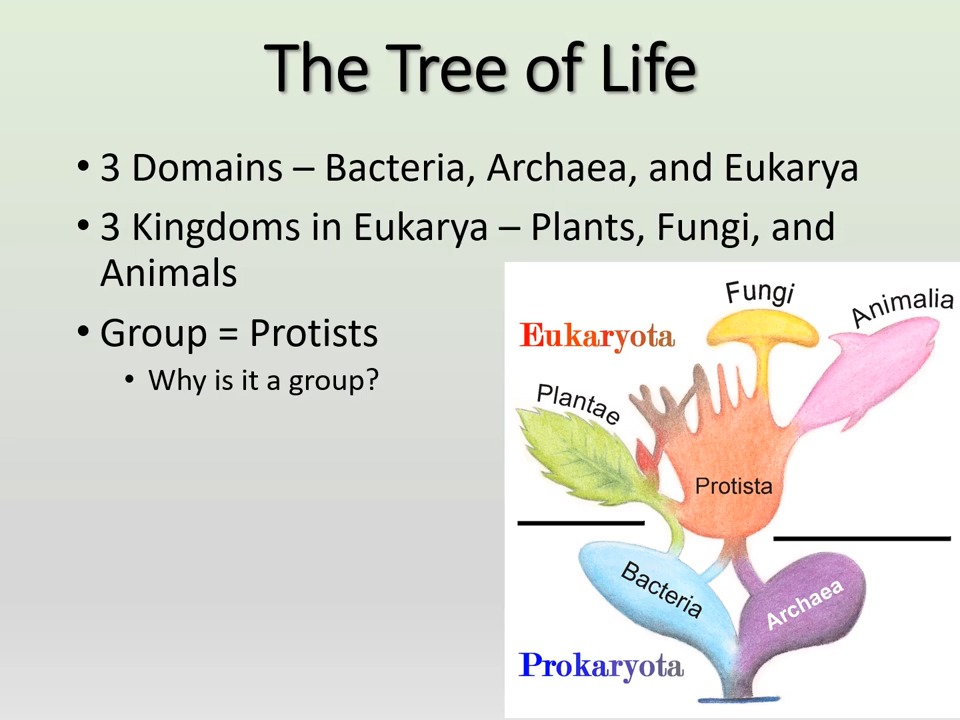 The Tree of Life
• 3 Domains – Bacteria, Archaea, and Eukarya
• 3 Kingdoms in Eukarya – Plants, Fungi, and
Animals
• Group = Protists
• Why is it a group?
Fungi
Animalia
Eukaryota
Plantae
Protista
Bacteria
Archaea
Prokaryota